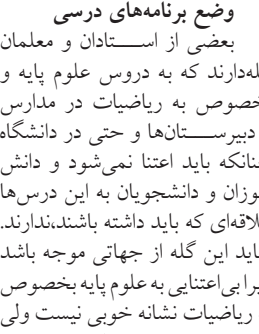 وضع برنامه‌های درسی
بعضی از اســتادان و معلمان
گله‌دارند که به دروس علوم پایه و
بخصوص به ریاضیات در مدارس
دبیرســتان‌ها و حتی در دانشگاه
چنانکه باید اعتنا نمی‌شود و دانش
آموزان و دانشجویان به این درس‌ها
علاقه‌ای که باید داشته باشند،ندارند.
شاید این گله از جهاتی موجه باشد
زیرا بی‌اعتنایی به علوم پایه بخصوص
ریاضیات نشانه خوبی نیست ولی